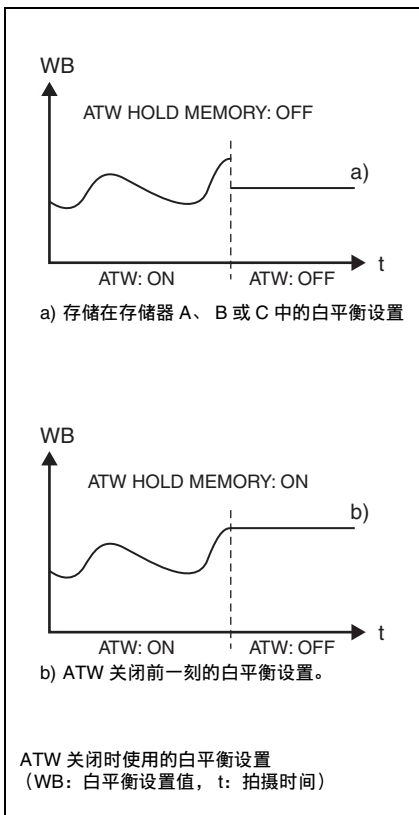 WB
ATW HOLD MEMORY: OFF
a)
t
ATW: ON ATW: OFF
a) 存储在存储器 A、 B 或 C 中的白平衡设置
WB
ATW HOLD MEMORY: ON
b)
t
ATW: ON ATW: OFF
b) ATW 关闭前一刻的白平衡设置。
ATW 关闭时使用的白平衡设置
（WB：白平衡设置值， t：拍摄时间）